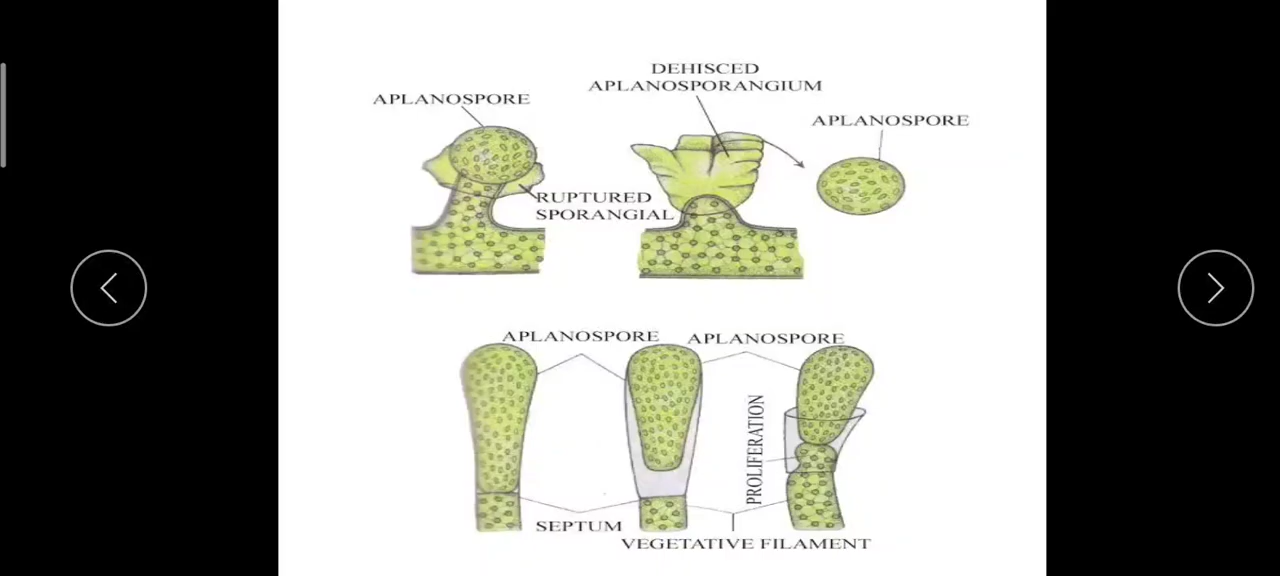 DEHISCED
APLANOSPORANGIUM
APLANOSPORE
APLANOSPORE
RUPTURED
SPORANGIAL
APLANOSPORE
APLANOSPORE
PROLIFERATION
SEPTUM
VEGETATIVE FILAMENT